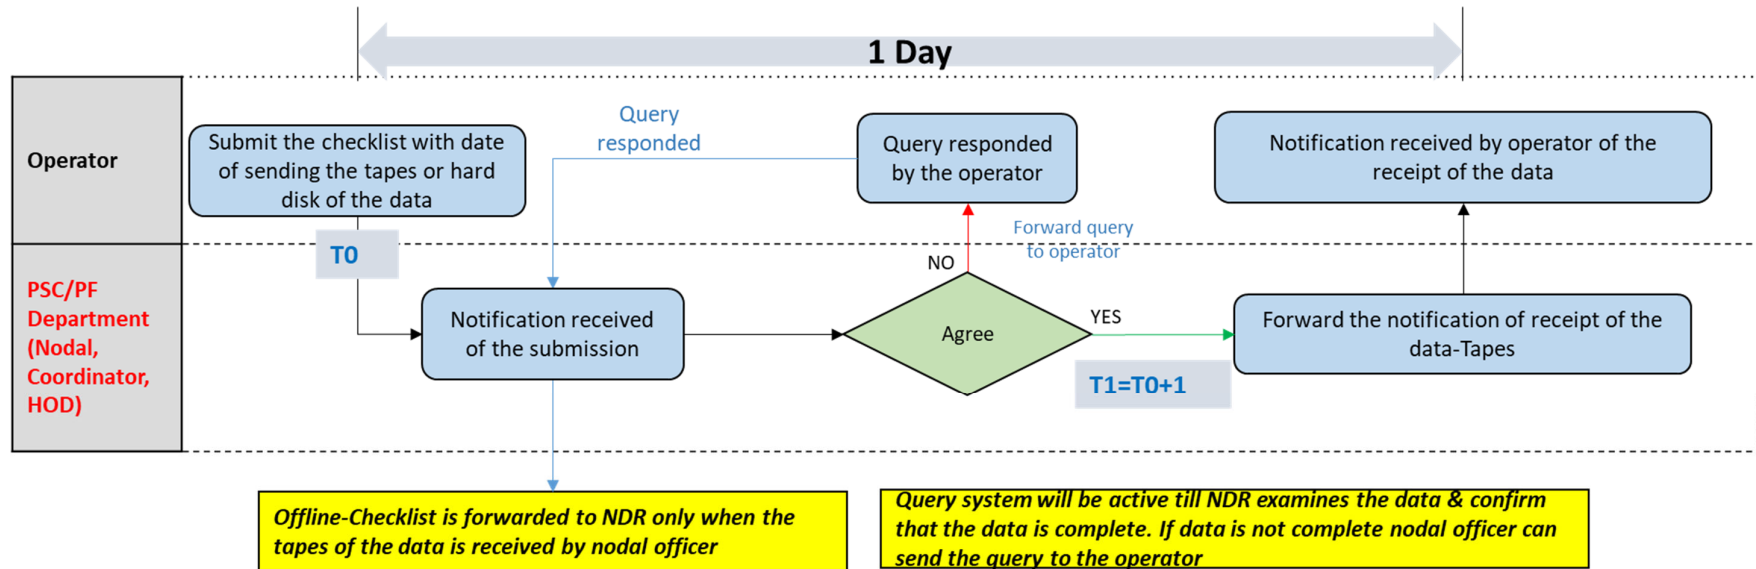 1 Day
Operator
Submit the checklist with date
of sending the tapes or hard
disk of the data
Query
responded
Query responded
by the operator
Notification received by operator of the
receipt of the data
T0
Forward query
to operator
NO
PSC/PF
Department
(Nodal,
Coordinator,
HOD)
Notification received
of the submission
Agree
YES
Forward the notification of receipt of the
data-Tapes
T1=T0+1
Offline-Checklist is forwarded to NDR only when the
tapes of the data is received by nodal officer
Query system will be active till NDR examines the data & confirm
that the data is complete. If data is not complete nodal officer can
send the query to the operator